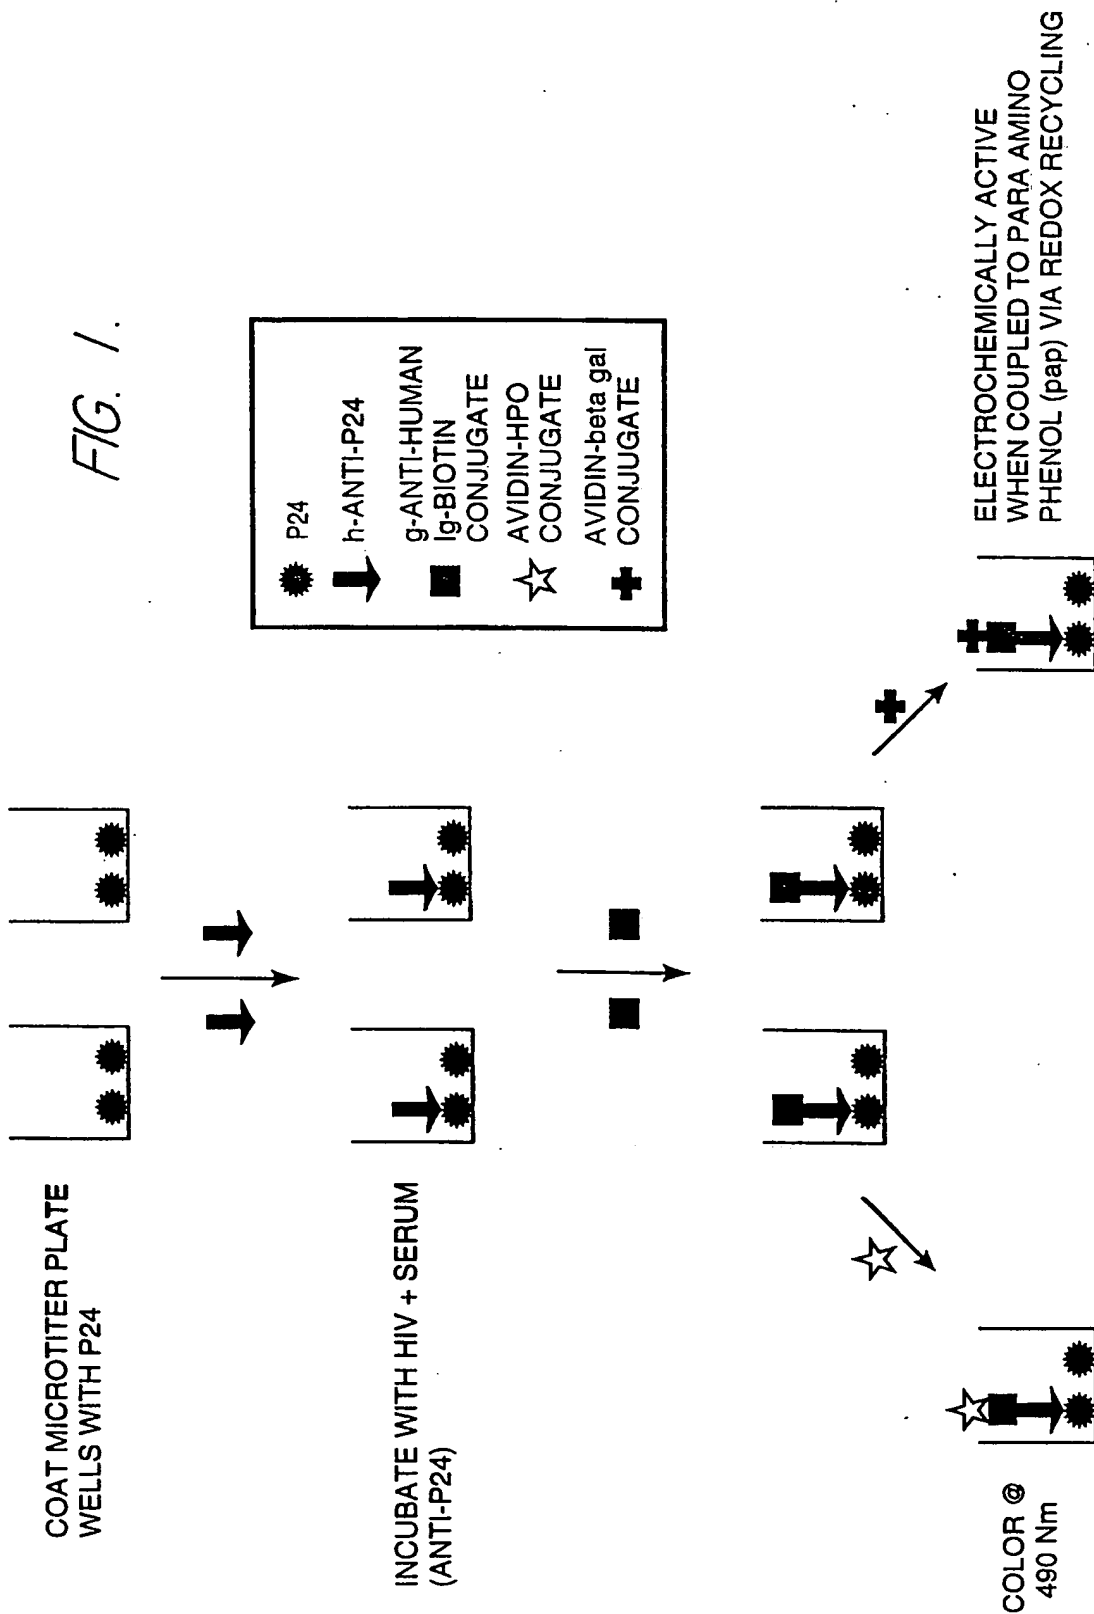 FIG. 1.
COAT MICROTITER PLATE
WELLS WITH P24
INCUBATE WITH HIV + SERUM
(ANTI-P24)
P24
h-ANTI-P24
g-ANTI-HUMAN
Ig-BIOTIN
CONJUGATE
AVIDIN-HPO
CONJUGATE
AVIDIN-beta gal
CONJUGATE
COLOR @
490 Nm
ELECTROCHEMICALLY ACTIVE
WHEN COUPLED TO PARA AMINO
PHENOL (pap) VIA REDOX RECYCLING